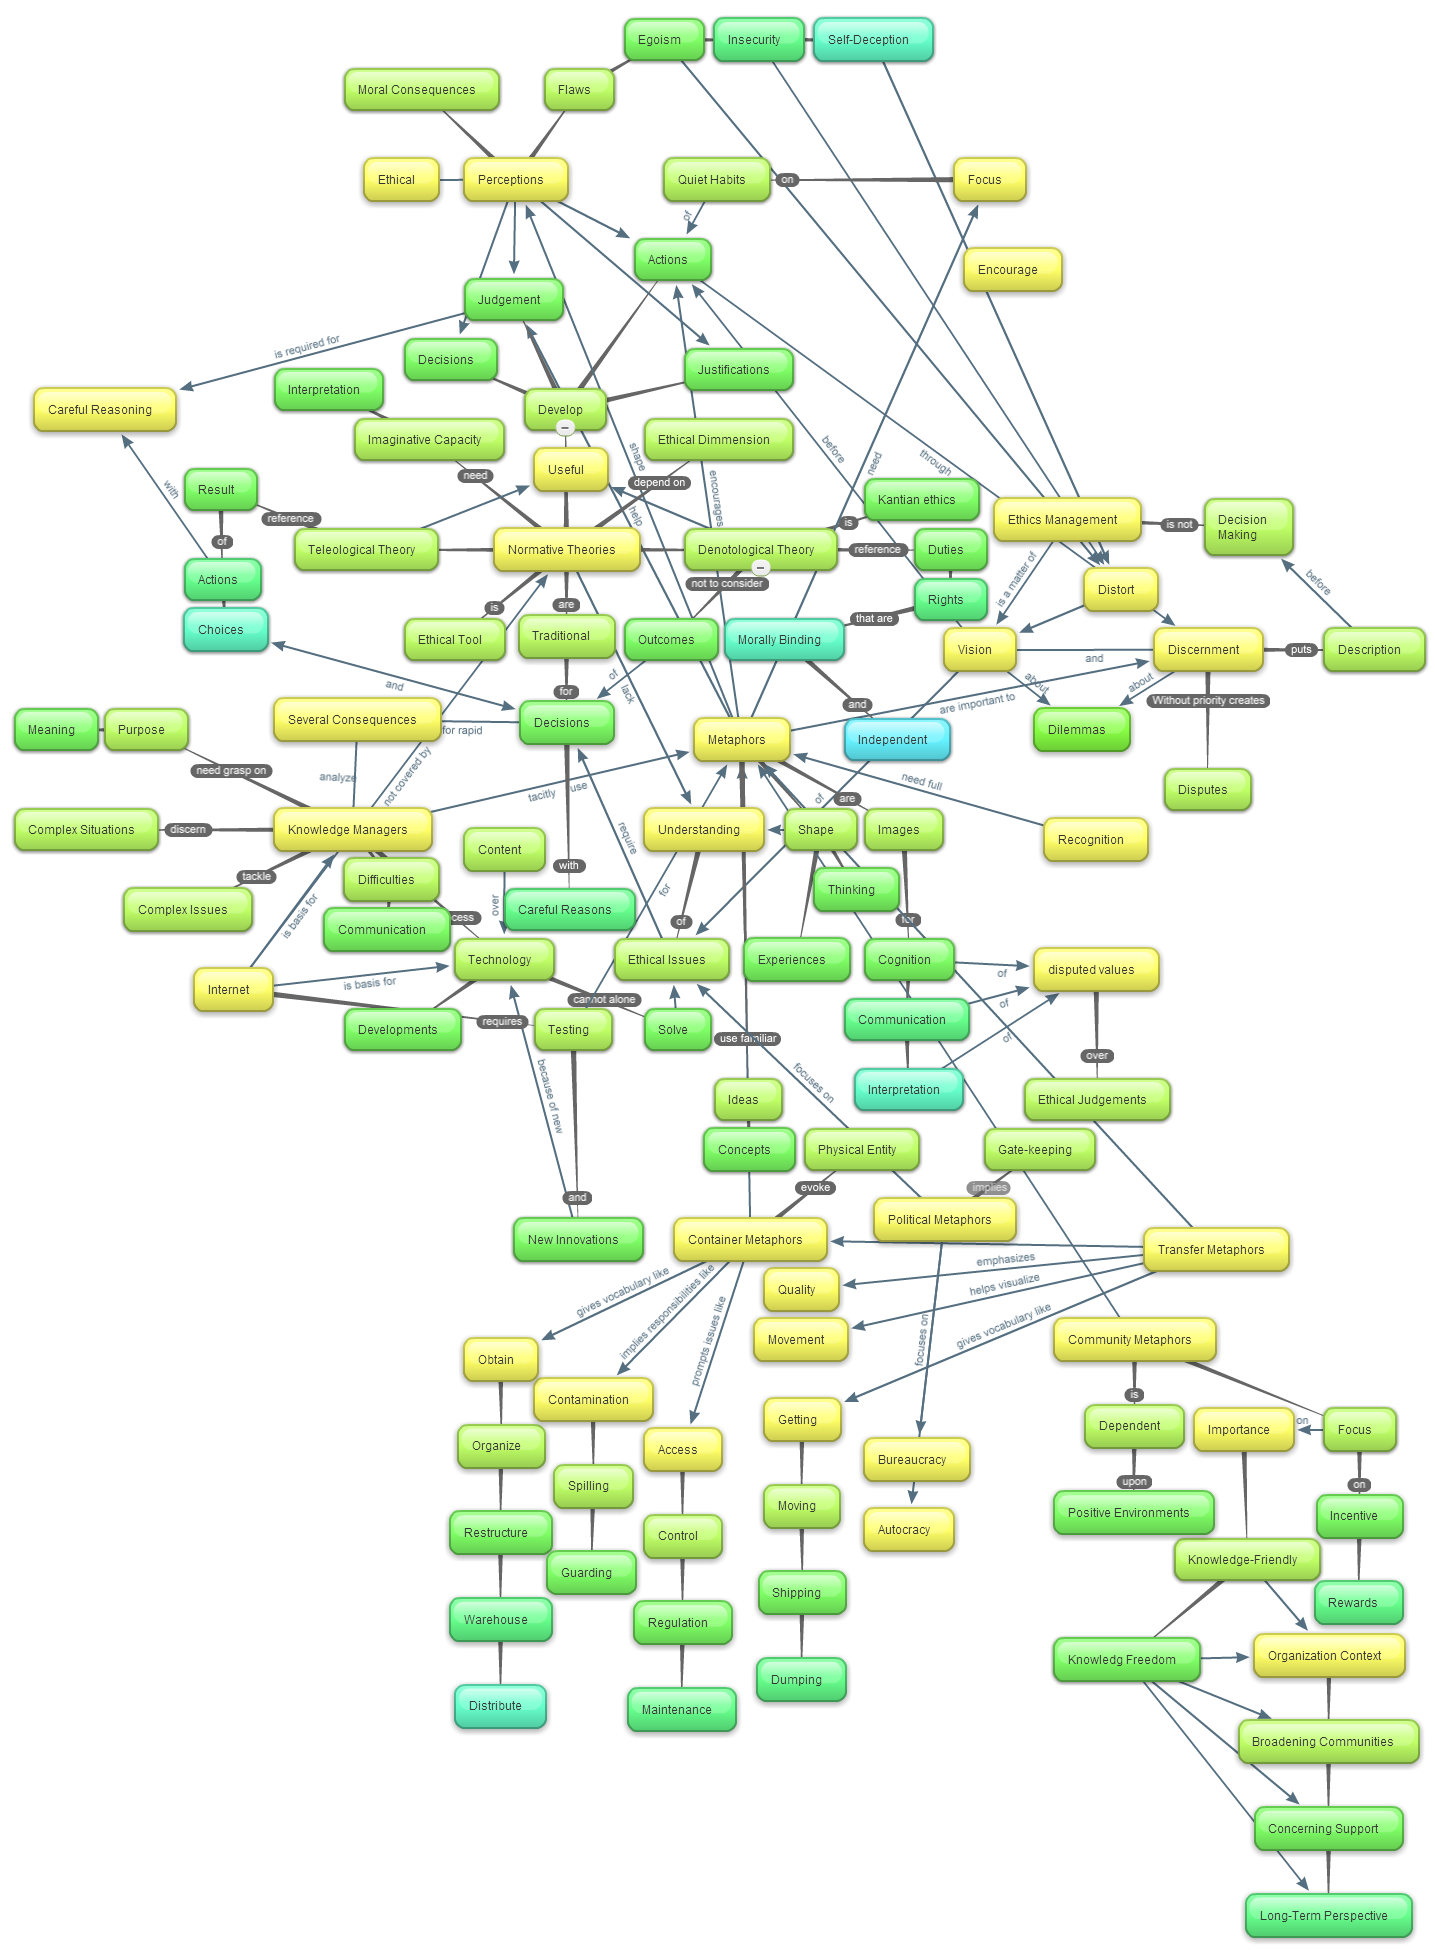 Egoism
Insecurity
Self-Deception
Moral Consequences
Flaws
Ethical
Perceptions
Quiet Habits
on
Focus
of
Actions
Encourage
Judgement
is required for
Decisions
Justifications
Interpretation
Careful Reasoning
Develop
Imaginative Capacity
Ethical Dimmension
shape
before
through
need
Useful
need
depend on
encourages
help
with
Result
reference
of
Kantian ethics
is
Ethics Management
is not
Decision
Making
Teleological Theory
Normative Theories
Denotological Theory
reference
Duties
before
Actions
not to consider
is a matter of
Distort
is
are
Rights
that are
Choices
Ethical Tool
Traditional
Outcomes
Morally Binding
Vision
and
Discernment
puts
Description
and
of
lack
for
about
about
Without priority creates
are important to
and
Several Consequences
for rapid
Decisions
Meaning
Purpose
Metaphors
Independent
Dilemmas
need grasp on
analyze
not covered by
tacitly
use
need full
Disputes
are
of
Complex Situations
discern
Knowledge Managers
require
Understanding
Shape
Images
Recognition
Content
with
Difficulties
for
Thinking
tackle
Complex Issues
over
Careful Reasons
cess
of
for
Communication
is basis for
Technology
Ethical Issues
Experiences
Cognition
of
disputed values
Internet
is basis for
cannot alone
of
Developments
requires
Testing
Solve
Communication
use familiar
of
over
because of new
focuses on
Interpretation
Ideas
Ethical Judgements
Concepts
Physical Entity
Gate-keeping
evoke
implies
and
New Innovations
Container Metaphors
Political Metaphors
Transfer Metaphors
emphasizes
gives vocabulary like
implies responsibilities like
prompts issues like
Quality
helps visualize
Movement
focuses on
gives vocabulary like
Community Metaphors
Obtain
Contamination
is
Getting
Dependent
Importance
on
Focus
Organize
Access
Bureaucracy
upon
on
Spilling
Moving
Positive Environments
Incentive
Restructure
Control
Autocracy
Guarding
Knowledge-Friendly
Shipping
Rewards
Warehouse
Regulation
Knowledg Freedom
Organization Context
Dumping
Distribute
Maintenance
Broadening Communities
Concerning Support
Long-Term Perspective